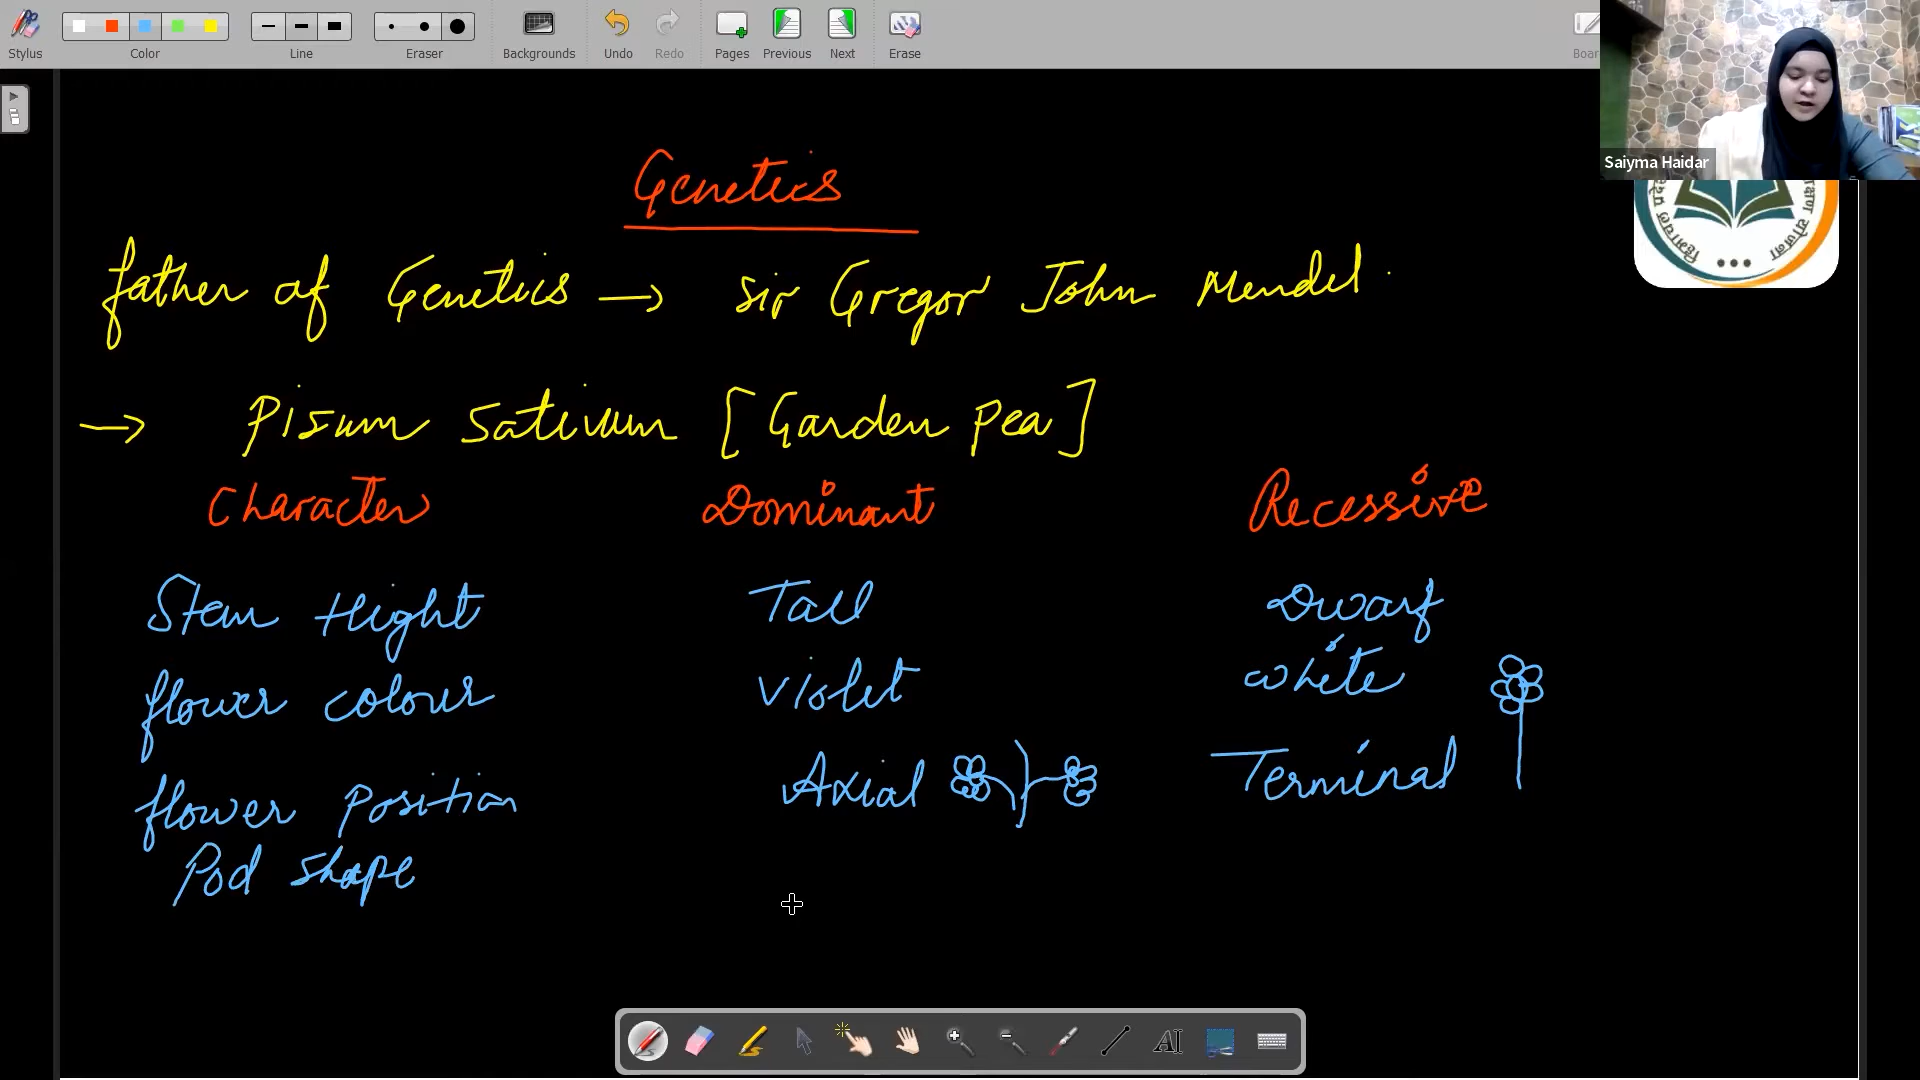 Stylus Color Line Eraser Backgrounds Undo Redo Pages Previous Next Erase
Saiyma Haidar
Genetics
father of Genetics → sir Gregor John Mendel.
→ Pisum Sativum [Garden pea]
Character Dominant Recessive
Stem Hight Tall Dwarf
flower colour Violet white
flower position Axial Terminal
Pod shape